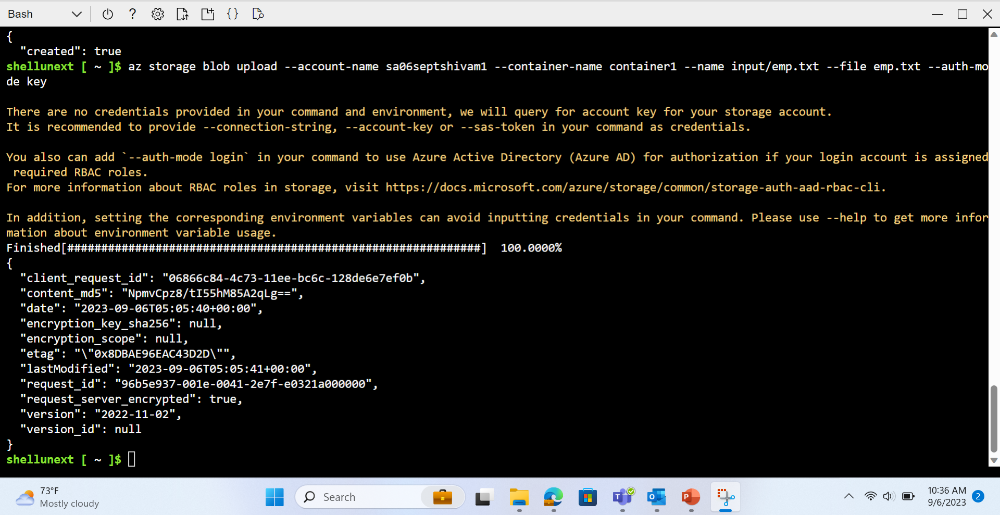 Bash
{
  "created": true
shellunext [ ~ ]$ az storage blob upload --account-name sa06septshivam1 --container-name container1 --name input/emp.txt --file emp.txt --auth-mo
de key
There are no credentials provided in your command and environment, we will query for account key for your storage account.
It is recommended to provide --connection-string, --account-key or --sas-token in your command as credentials.
You also can add `--auth-mode login` in your command to use Azure Active Directory (Azure AD) for authorization if your login account is assigned
 required RBAC roles.
For more information about RBAC roles in storage, visit https://docs.microsoft.com/azure/storage/common/storage-auth-aad-rbac-cli.
In addition, setting the corresponding environment variables can avoid inputting credentials in your command. Please use --help to get more infor
mation about environment variable usage.
Finished[#############################################################]  100.0000%
{
  "client_request_id": "06866c84-4c73-11ee-bc6c-128de6e7ef0b",
  "content_md5": "NpmvCpz8/tI55hM85A2qLg==",
  "date": "2023-09-06T05:05:40+00:00",
  "encryption_key_sha256": null,
  "encryption_scope": null,
  "etag": "\"0x8DBAE96EAC43D2D\"",
  "lastModified": "2023-09-06T05:05:41+00:00",
  "request_id": "96b5e937-001e-0041-2e7f-e0321a000000",
  "request_server_encrypted": true,
  "version": "2022-11-02",
  "version_id": null
}
shellunext [ ~ ]$
73°F
Mostly cloudy
Search
10:36 AM
9/6/2023
2